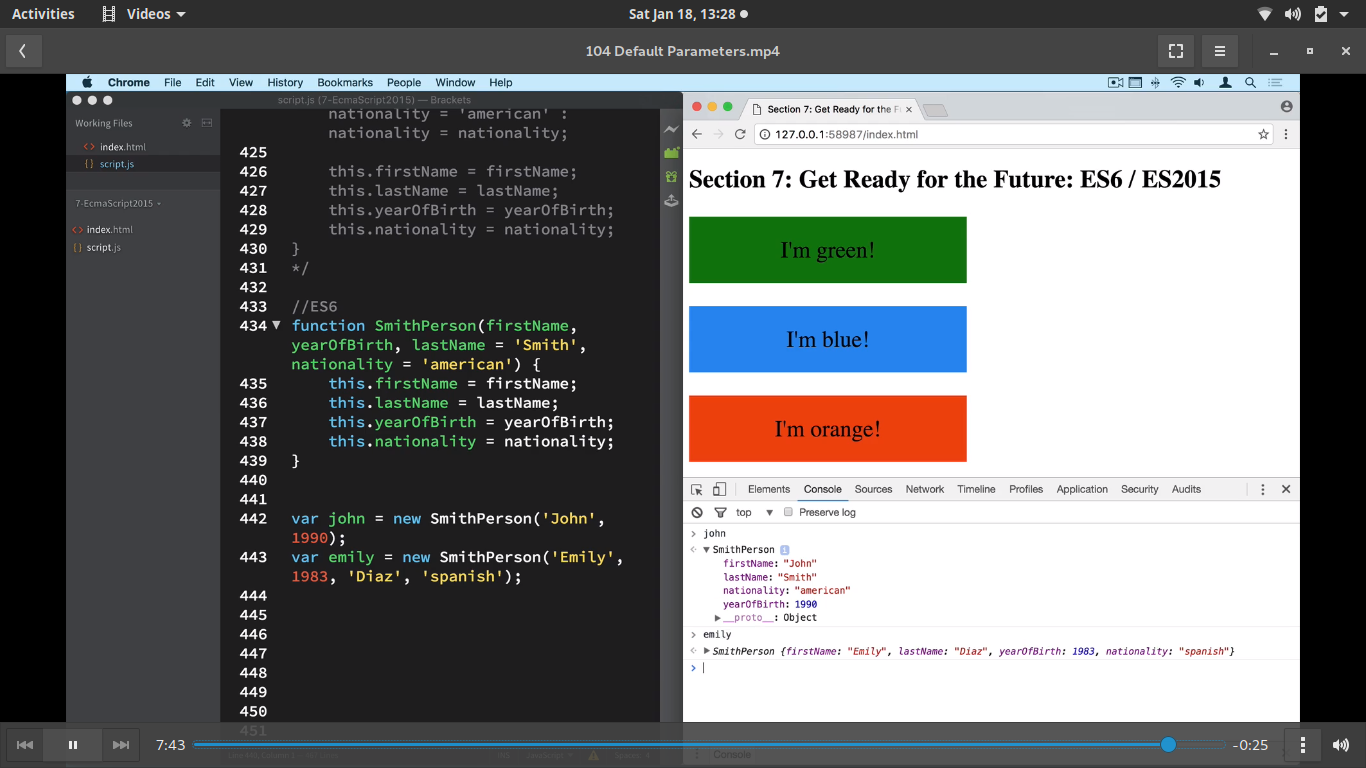 Activities Videos Sat Jan 18, 13:28
104 Default Parameters.mp4
Chrome File Edit View History Bookmarks People Window Help
script.js (7-EcmaScript2015) — Brackets
Working Files
index.html
script.js
7-EcmaScript2015
index.html
script.js
nationality = 'american' :
nationality = nationality;
425
426 this.firstName = firstName;
427 this.lastName = lastName;
428 this.yearOfBirth = yearOfBirth;
429 this.nationality = nationality;
430 }
431 */
432
433 //ES6
434 function SmithPerson(firstName,
yearOfBirth, lastName = 'Smith',
nationality = 'american') {
435 this.firstName = firstName;
436 this.lastName = lastName;
437 this.yearOfBirth = yearOfBirth;
438 this.nationality = nationality;
439 }
440
441
442 var john = new SmithPerson('John',
1990);
443 var emily = new SmithPerson('Emily',
1983, 'Diaz', 'spanish');
444
445
446
447
448
449
450
451
Section 7: Get Ready for the F
127.0.0.1:58987/index.html
Section 7: Get Ready for the Future: ES6 / ES2015
I'm green!
I'm blue!
I'm orange!
Elements Console Sources Network Timeline Profiles Application Security Audits
top Preserve log
john
SmithPerson
firstName: "John"
lastName: "Smith"
nationality: "american"
yearOfBirth: 1990
__proto__: Object
emily
SmithPerson {firstName: "Emily", lastName: "Diaz", yearOfBirth: 1983, nationality: "spanish"}
Console
7:43 -0:25